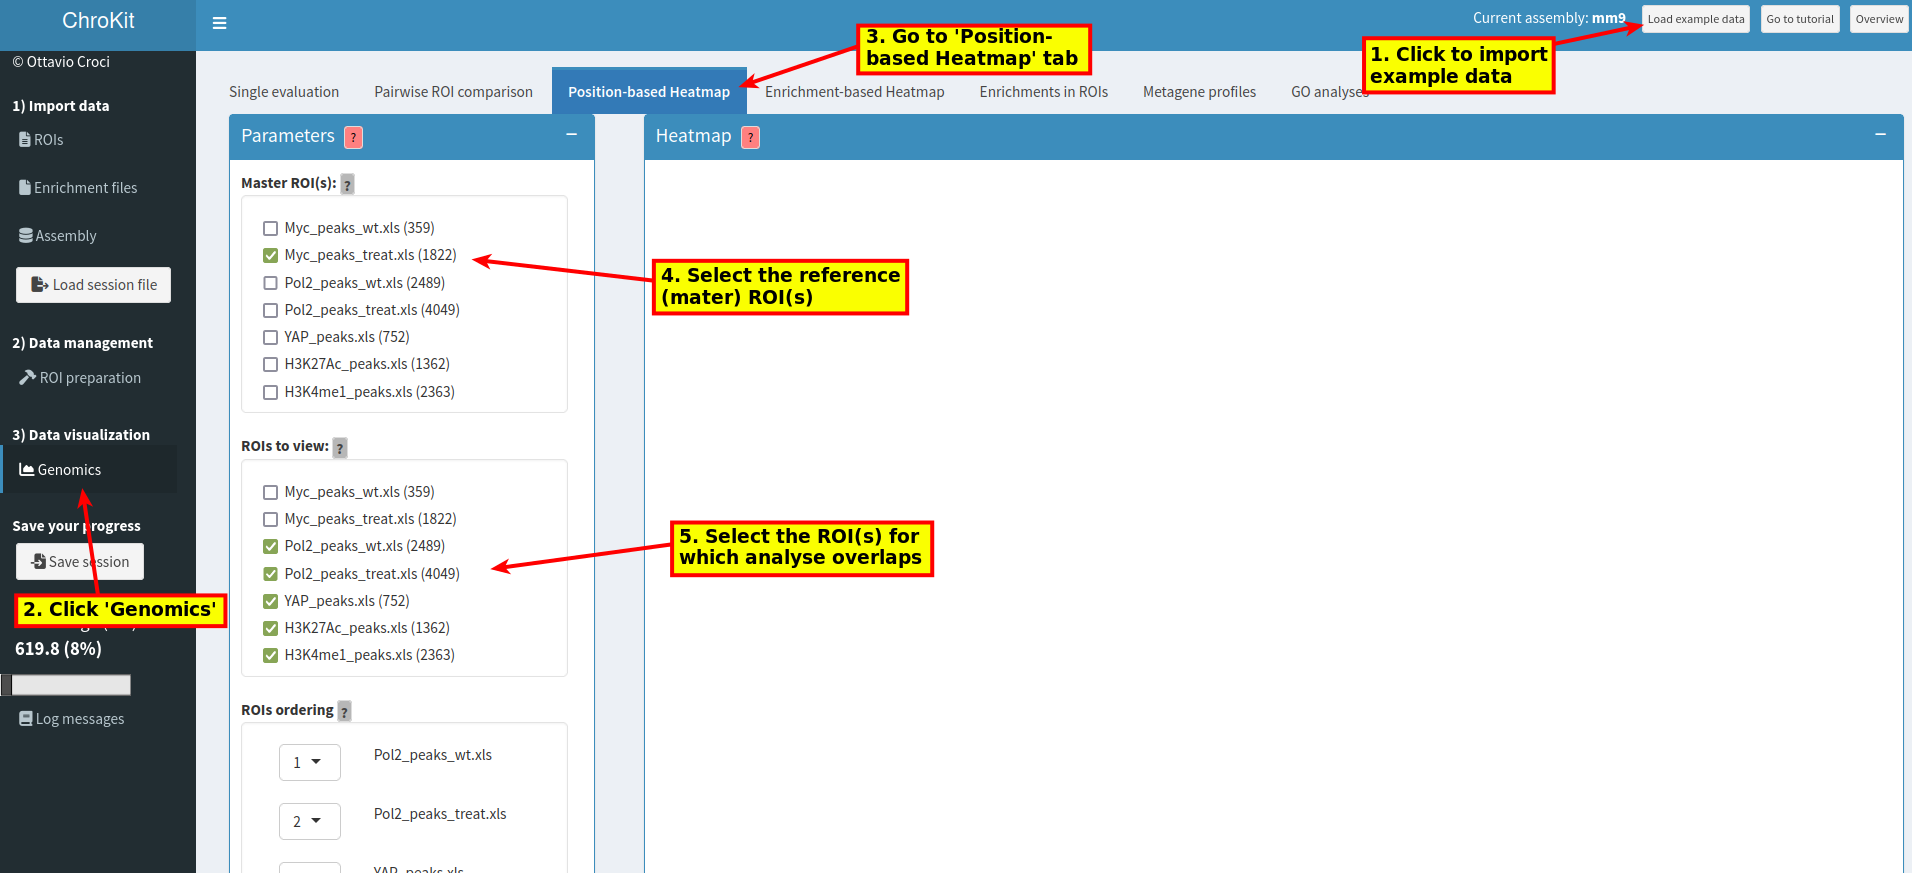 ChroKit
Current assembly: mm9
Load example data
Go to tutorial
Overview
© Ottavio Croci
1) Import data
ROIs
Enrichment files
Assembly
Load session file
2) Data management
ROI preparation
3) Data visualization
Genomics
Save your progress
Save session
2. Click 'Genomics'
619.8 (8%)
Log messages
3. Go to 'Position-
based Heatmap' tab
1. Click to import
example data
Single evaluation
Pairwise ROI comparison
Position-based Heatmap
Enrichment-based Heatmap
Enrichments in ROIs
Metagene profiles
GO analyses
Parameters ?
Master ROI(s): ?
Myc_peaks_wt.xls (359)
Myc_peaks_treat.xls (1822)
Pol2_peaks_wt.xls (2489)
Pol2_peaks_treat.xls (4049)
YAP_peaks.xls (752)
H3K27Ac_peaks.xls (1362)
H3K4me1_peaks.xls (2363)
ROIs to view: ?
Myc_peaks_wt.xls (359)
Myc_peaks_treat.xls (1822)
Pol2_peaks_wt.xls (2489)
Pol2_peaks_treat.xls (4049)
YAP_peaks.xls (752)
H3K27Ac_peaks.xls (1362)
H3K4me1_peaks.xls (2363)
ROIs ordering ?
1 Pol2_peaks_wt.xls
2 Pol2_peaks_treat.xls
YAP_peaks.xls
Heatmap ?
4. Select the reference
(mater) ROI(s)
5. Select the ROI(s) for
which analyse overlaps